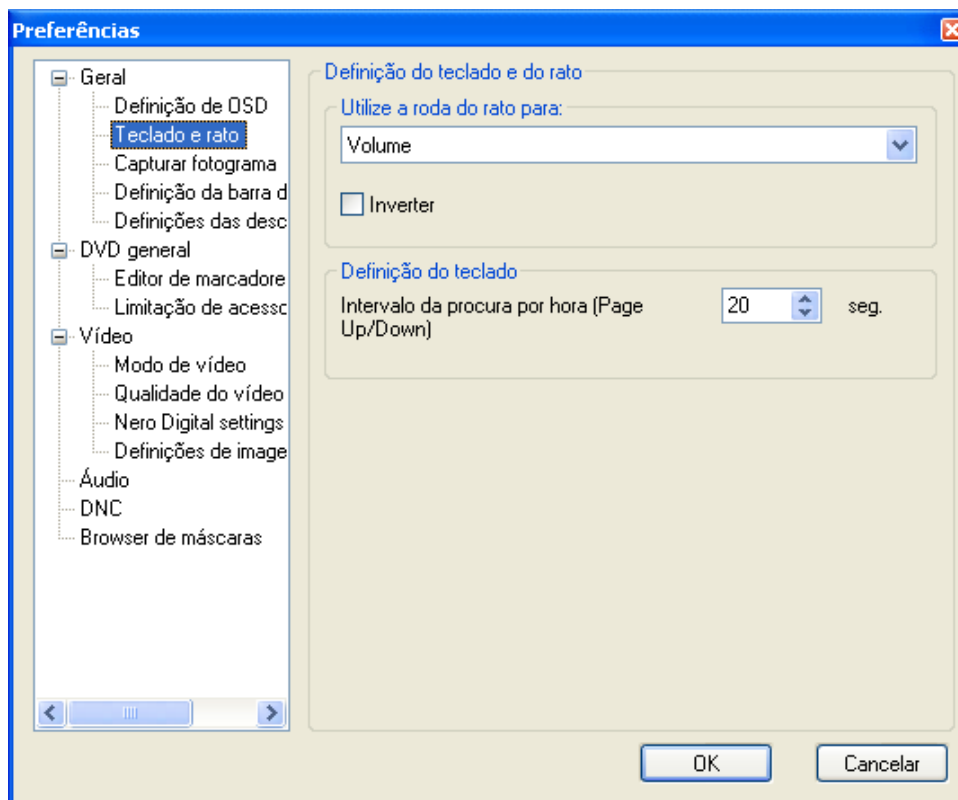 Preferências
Geral
Definição de OSD
Teclado e rato
Capturar fotograma
Definição da barra d
Definições das desc
DVD general
Editor de marcadore
Limitação de acesso
Vídeo
Modo de vídeo
Qualidade do vídeo
Nero Digital settings
Definições de image
Áudio
DNC
Browser de máscaras
Definição do teclado e do rato
Utilize a roda do rato para:
Volume
Inverter
Definição do teclado
Intervalo da procura por hora (Page
Up/Down)
20
seg.
OK
Cancelar